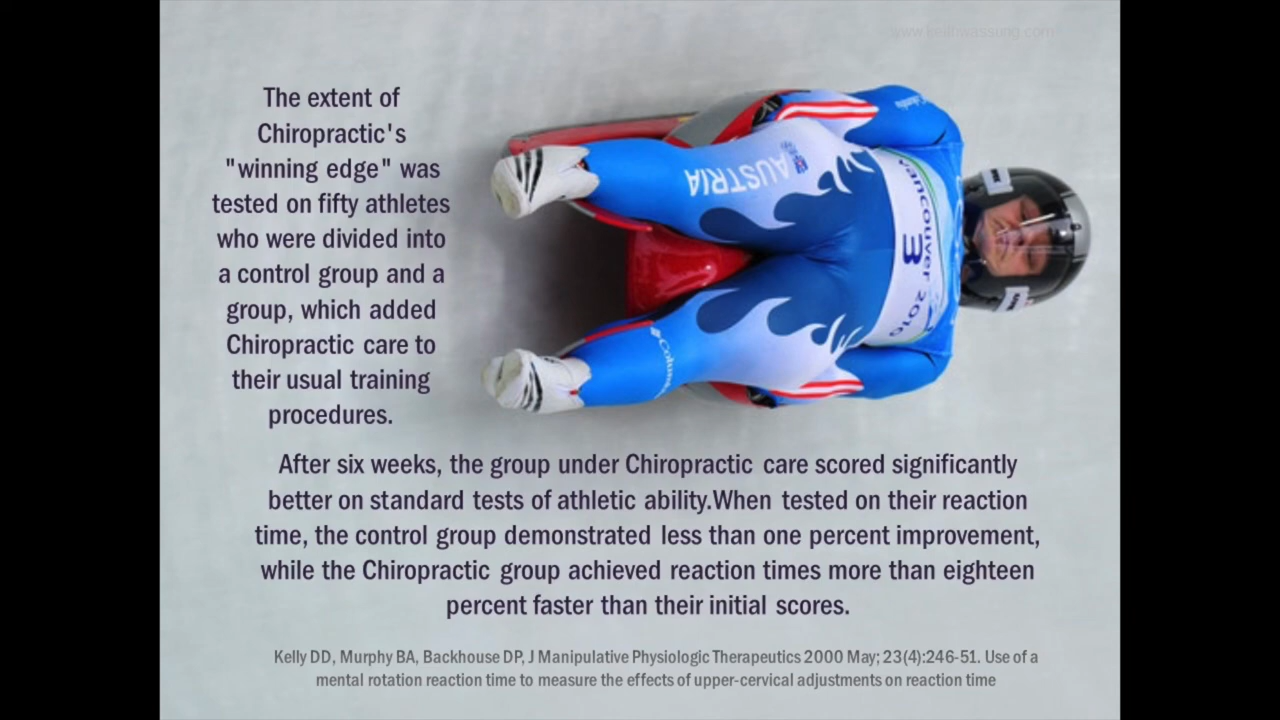 www.keithwassung.com
The extent of
Chiropractic's
"winning edge" was
tested on fifty athletes
who were divided into
a control group and a
group, which added
Chiropractic care to
their usual training
procedures.
AUSTRIA
Columbia
vancouver 2010
3
After six weeks, the group under Chiropractic care scored significantly
better on standard tests of athletic ability.When tested on their reaction
time, the control group demonstrated less than one percent improvement,
while the Chiropractic group achieved reaction times more than eighteen
percent faster than their initial scores.
Kelly DD, Murphy BA, Backhouse DP, J Manipulative Physiologic Therapeutics 2000 May; 23(4):246-51. Use of a
mental rotation reaction time to measure the effects of upper-cervical adjustments on reaction time